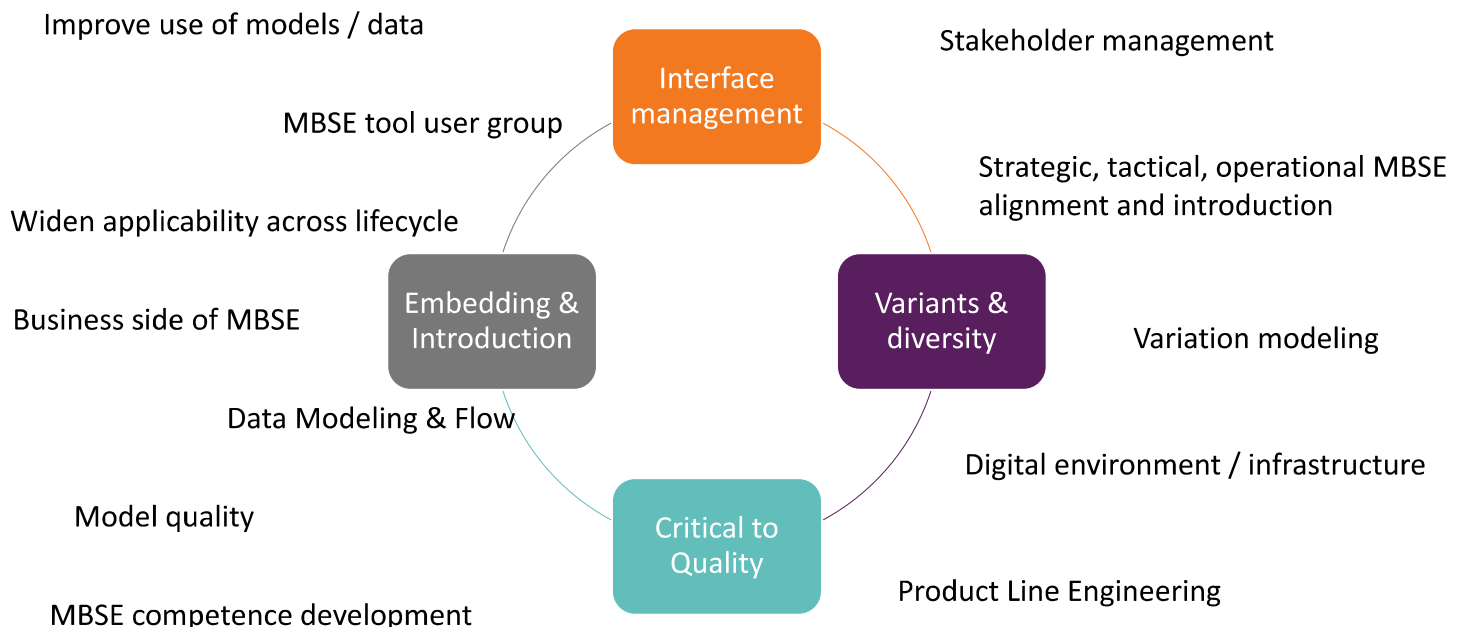 Improve use of models / data
Stakeholder management
Interface
management
MBSE tool user group
Strategic, tactical, operational MBSE
alignment and introduction
Widen applicability across lifecycle
Embedding &
Introduction
Variants &
diversity
Business side of MBSE
Variation modeling
Data Modeling & Flow
Digital environment / infrastructure
Model quality
Critical to
Quality
Product Line Engineering
MBSE competence development